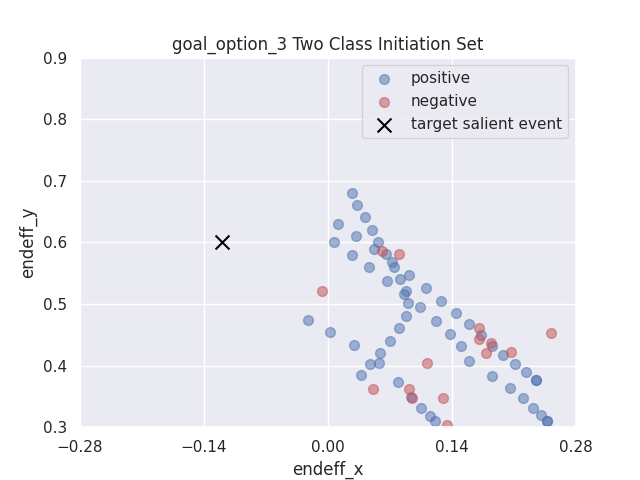 goal_option_3 Two Class Initiation Set
positive
negative
target salient event
endeff_y
0.9
0.8
0.7
0.6
0.5
0.4
0.3
−0.28
−0.14
0.00
0.14
0.28
endeff_x